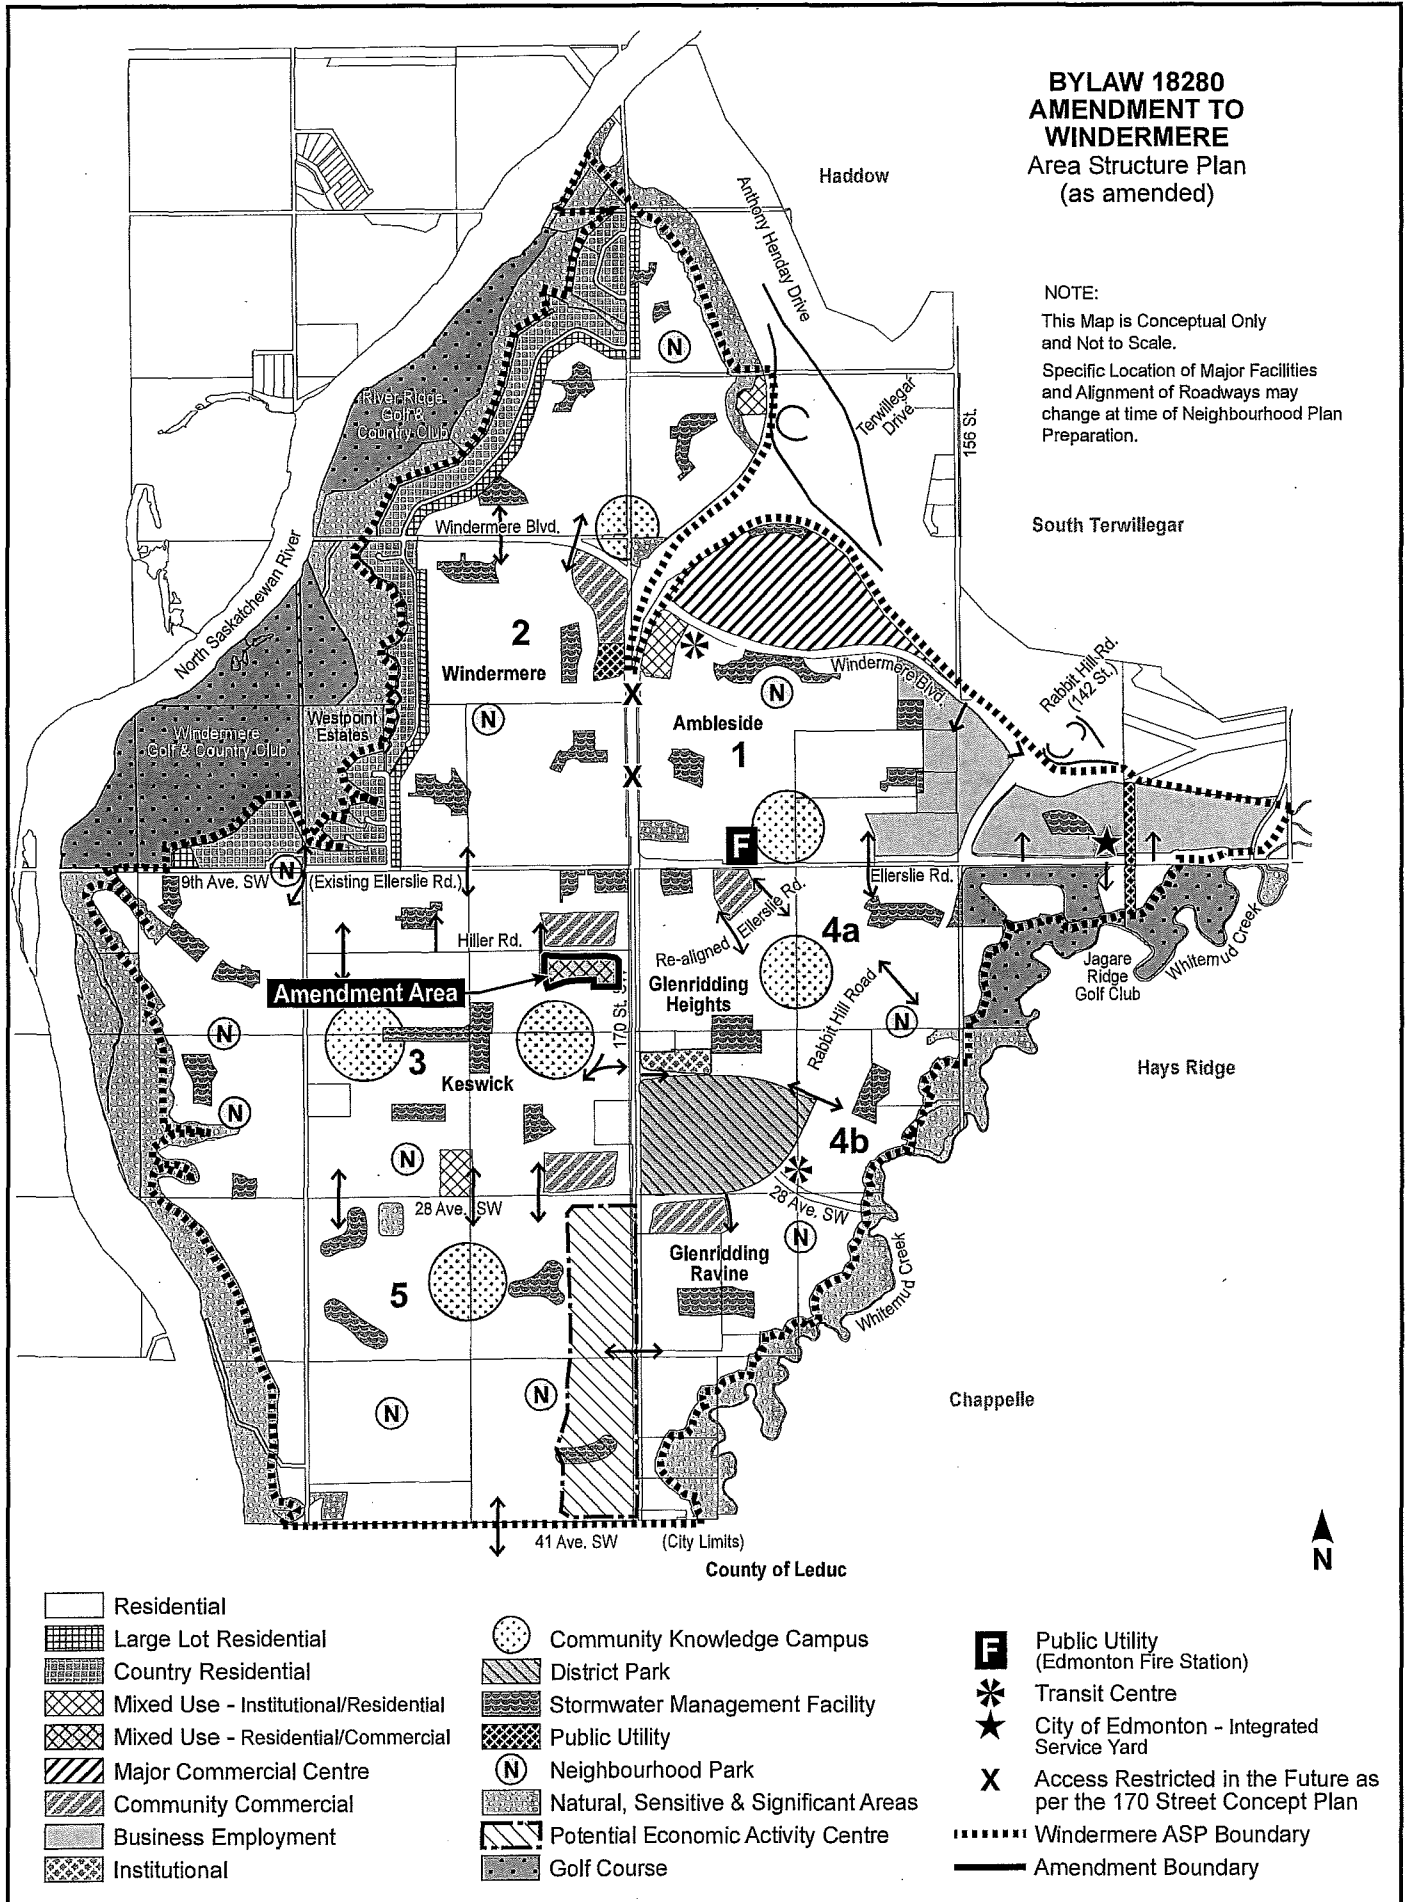 BYLAW 18280
AMENDMENT TO
WINDERMERE
Area Structure Plan
(as amended)
NOTE:
This Map is Conceptual Only
and Not to Scale.
Specific Location of Major Facilities
and Alignment of Roadways may
change at time of Neighbourhood Plan
Preparation.
Haddow
Anthony Henday Drive
N
River Ridge
Golf &
Country Club
Terwillegar
Drive
156 St.
South Terwillegar
Windermere Blvd.
North Saskatchewan River
2
Windermere
Windermere Blvd.
Rabbit Hill Rd.
(142 St.)
N
X
Westpoint
Estates
N
Ambleside
1
Windermere
Golf & Country Club
X
F
9th Ave. SW
N
(Existing Ellerslie Rd.)
Ellerslie Rd.
Re-aligned Ellerslie Rd.
4a
Hiller Rd.
Whitemud Creek
Jagare
Ridge
Golf Club
Amendment Area
170 St. SW
Glenridding
Heights
Rabbit Hill Road
N
N
3
Keswick
Hays Ridge
N
4b
N
28 Ave. SW
28 Ave. SW
N
Glenridding
Ravine
5
Whitemud Creek
N
N
Chappelle
41 Ave. SW
(City Limits)
County of Leduc
N
Residential
Large Lot Residential
Country Residential
Mixed Use - Institutional/Residential
Mixed Use - Residential/Commercial
Major Commercial Centre
Community Commercial
Business Employment
Institutional
Community Knowledge Campus
District Park
Stormwater Management Facility
Public Utility
N Neighbourhood Park
Natural, Sensitive & Significant Areas
Potential Economic Activity Centre
Golf Course
F Public Utility
(Edmonton Fire Station)
Transit Centre
City of Edmonton - Integrated
Service Yard
X Access Restricted in the Future as
per the 170 Street Concept Plan
Windermere ASP Boundary
Amendment Boundary